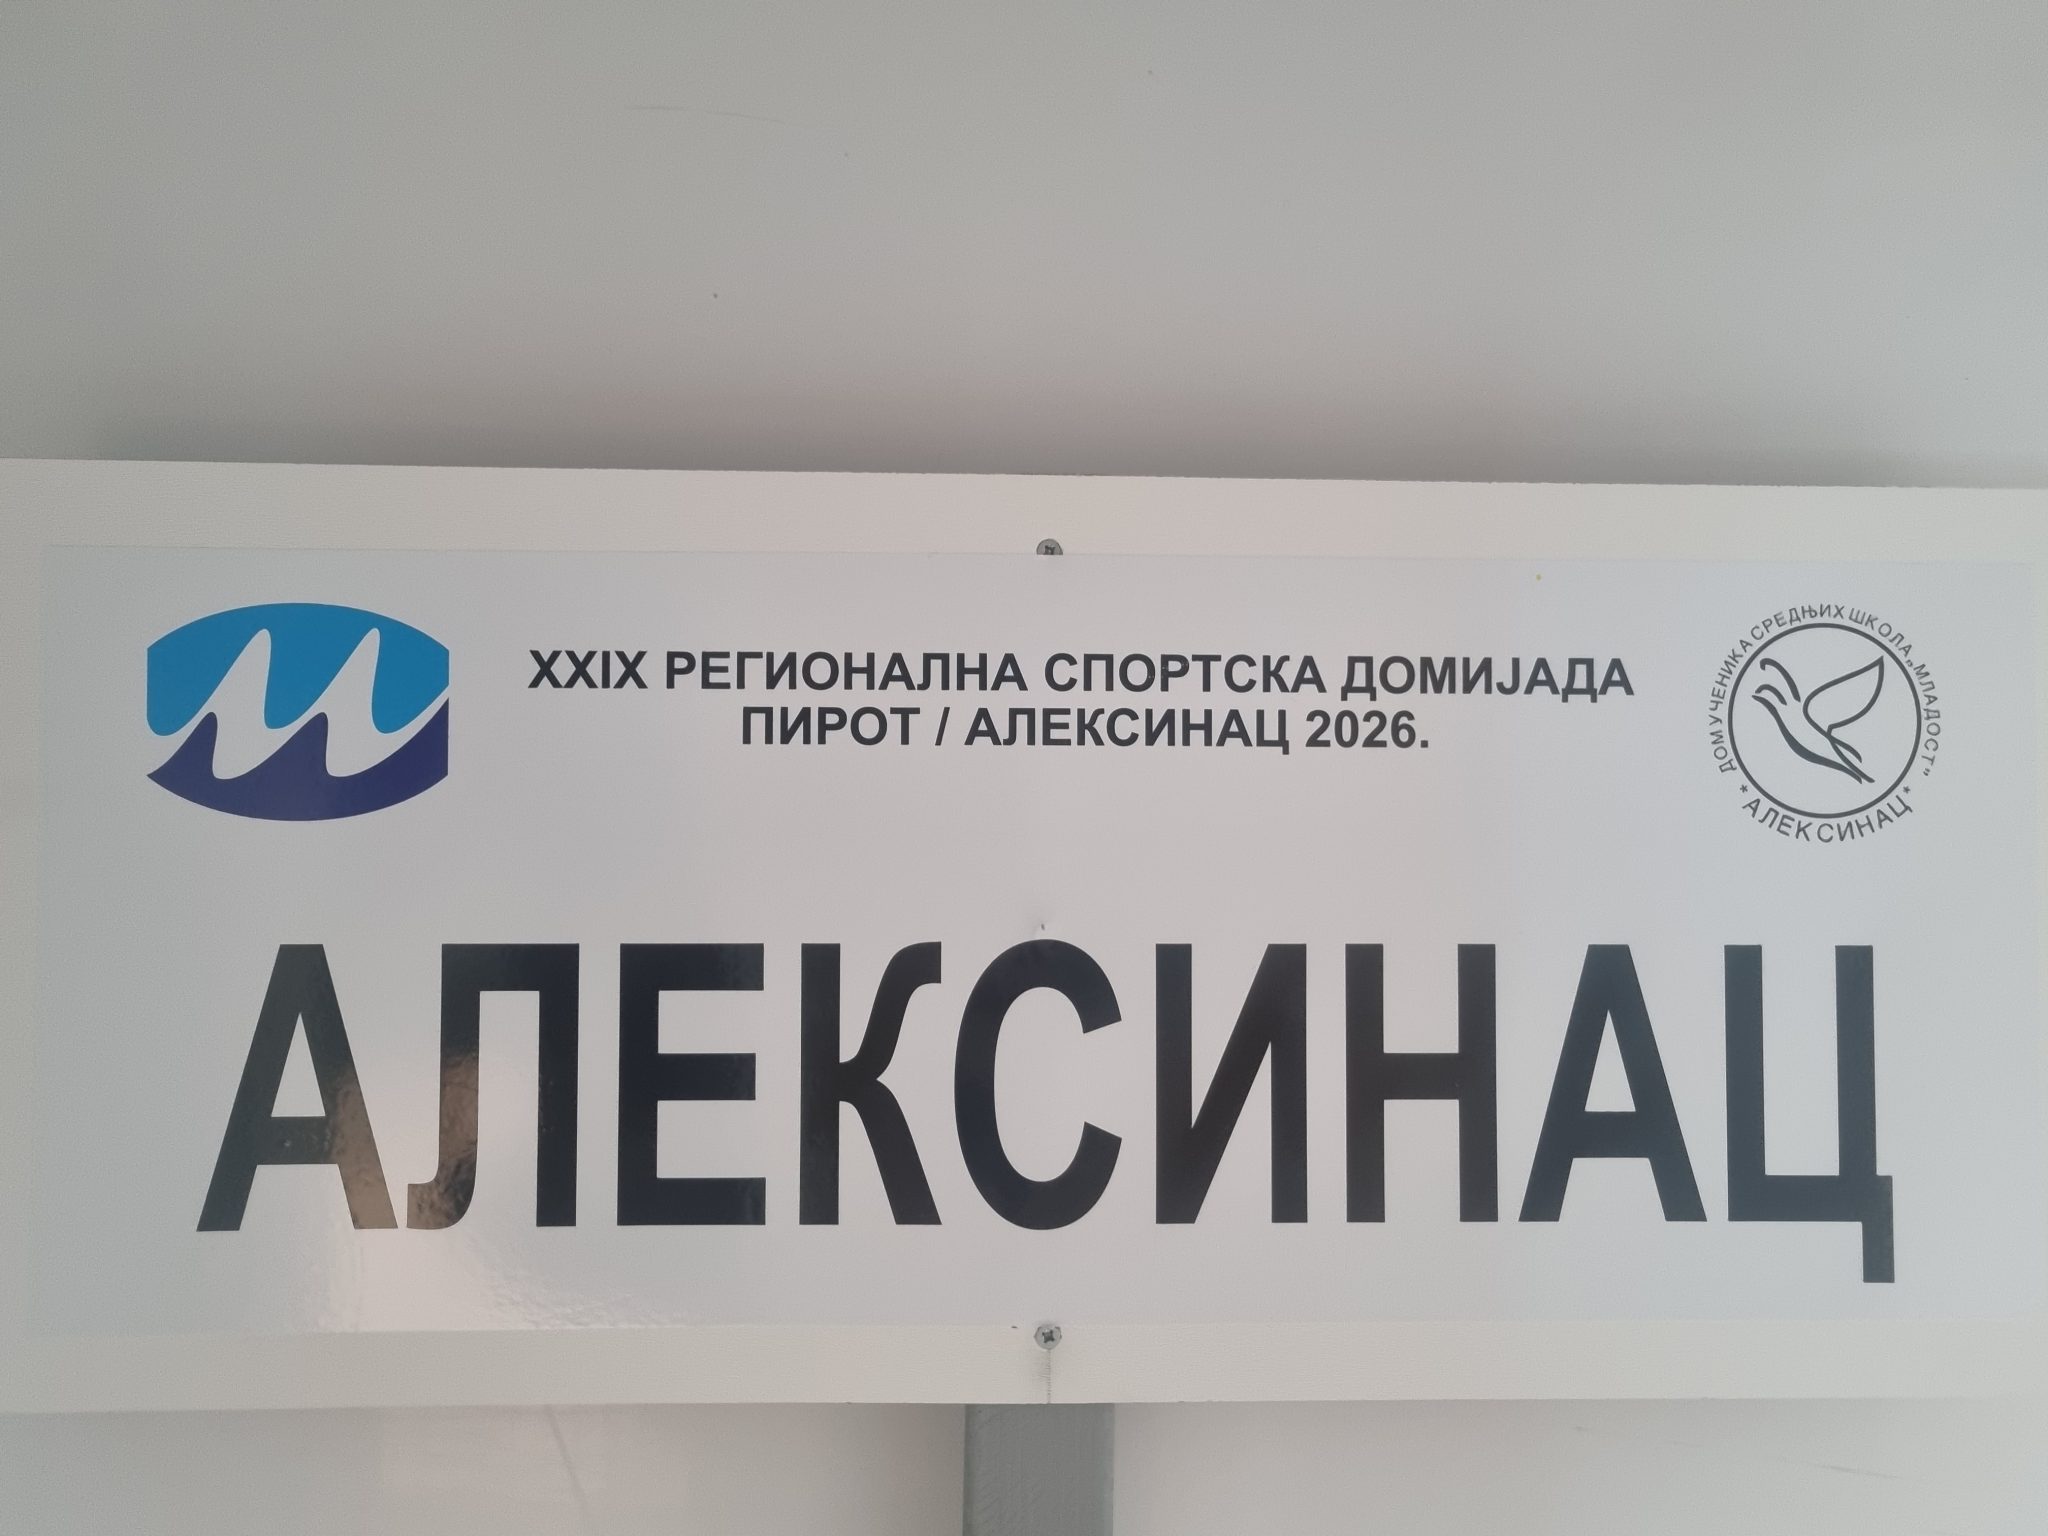 XXIX РЕГИОНАЛНА СПОРТСКА ДОМИЈАДА
ПИРОТ / АЛЕКСИНАЦ 2026.
ДОМ УЧЕНИКА СРЕДЊИХ ШКОЛА „МЛАДОСТ"
* АЛЕКСИНАЦ *
АЛЕКСИНАЦ